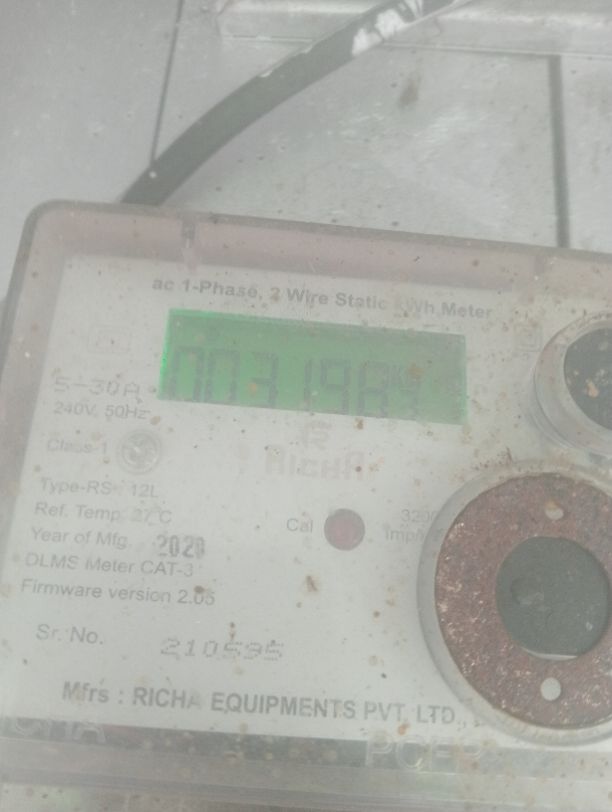 ac 1-Phase, 2 Wire Static kWh Meter
5-30A
240V, 50Hz
Class-1
RICHA
Type-RS- 12L
Ref. Temp. 27°C
Cal
Year of Mfg. 2020
DLMS Meter CAT-3
Firmware version 2.05
Sr. No. 210595
Mfrs : RICHA EQUIPMENTS PVT. LTD.,